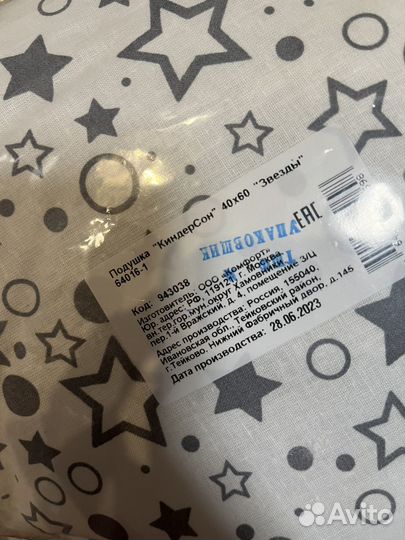 Подушка "КиндерСон" 40х60 "Звезды"
64016-1
Код: 943038
УПАКОВЩИК
EAC
Изготовитель: ООО «Комфорт»
Юр. адрес: РФ, 119121, г. Москва,
вн.тер.гор.мун.округ Хамовники,
пер.1-й Вражский, д. 4, помещение 3/Ц
Адрес производства: Россия, 155040,
Ивановская обл., Тейковский район,
г.Тейково, Нижний Фабричный двор, д.145
Дата производства: 28.06.2023
Avito